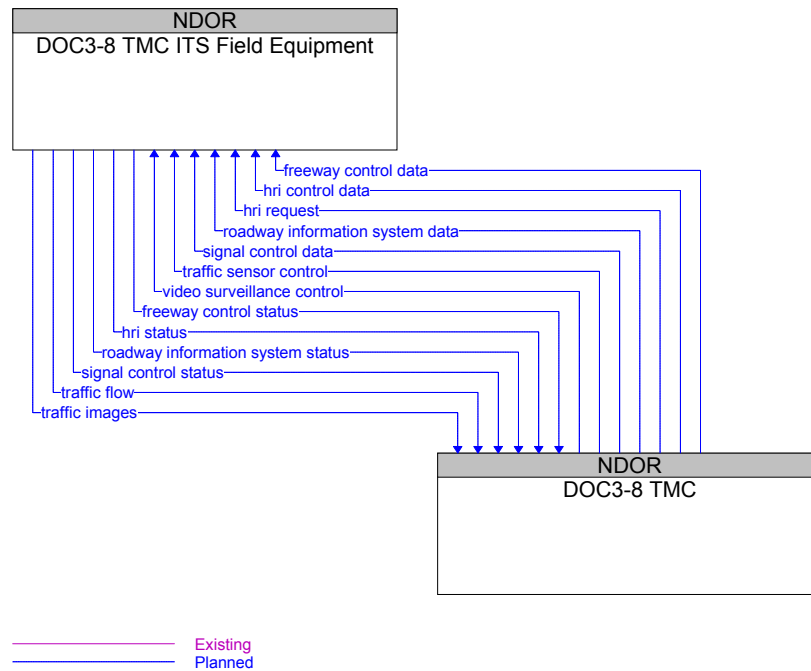 NDOR
DOC3-8 TMC ITS Field Equipment
freeway control data
hri control data
hri request
roadway information system data
signal control data
traffic sensor control
video surveillance control
freeway control status
hri status
roadway information system status
signal control status
traffic flow
traffic images
NDOR
DOC3-8 TMC
Existing
Planned